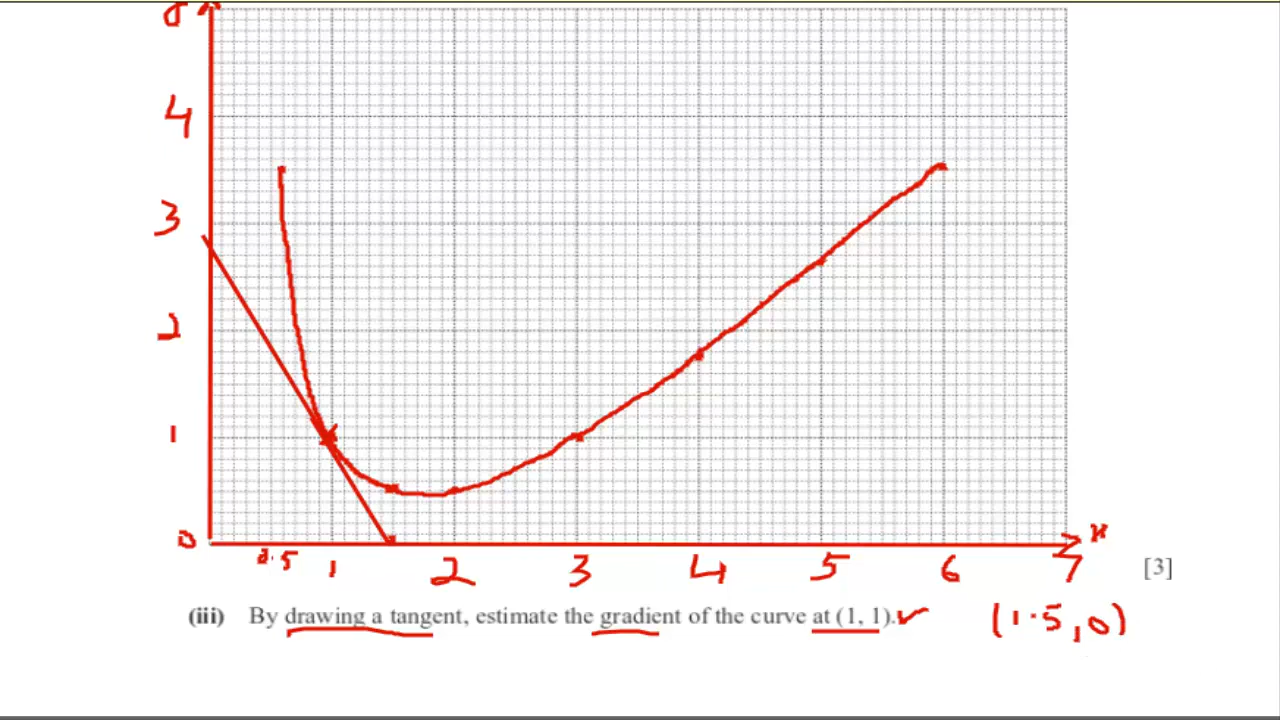 y
4
3
2
1
0
0.5 1 2 3 4 5 6 7 x
[3]
(iii) By drawing a tangent, estimate the gradient of the curve at (1, 1). (1.5, 0)